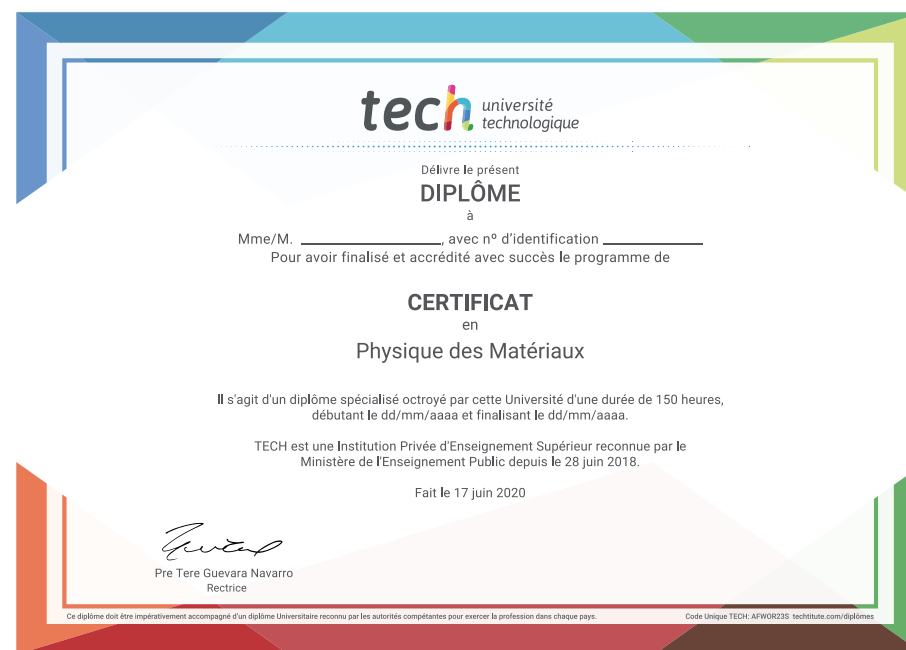 tech université
technologique
Délivre le présent
DIPLÔME
à
Mme/M. ____________________, avec nº d'identification ______________
Pour avoir finalisé et accrédité avec succès le programme de
CERTIFICAT
en
Physique des Matériaux
Il s'agit d'un diplôme spécialisé octroyé par cette Université d'une durée de 150 heures,
débutant le dd/mm/aaaa et finalisant le dd/mm/aaaa.
TECH est une Institution Privée d'Enseignement Supérieur reconnue par le
Ministère de l'Enseignement Public depuis le 28 juin 2018.
Fait le 17 juin 2020
Pre Tere Guevara Navarro
Rectrice
Ce diplôme doit être impérativement accompagné d'un diplôme Universitaire reconnu par les autorités compétentes pour exercer la profession dans chaque pays. Code Unique TECH: AFWOR23S techtitute.com/diplômes